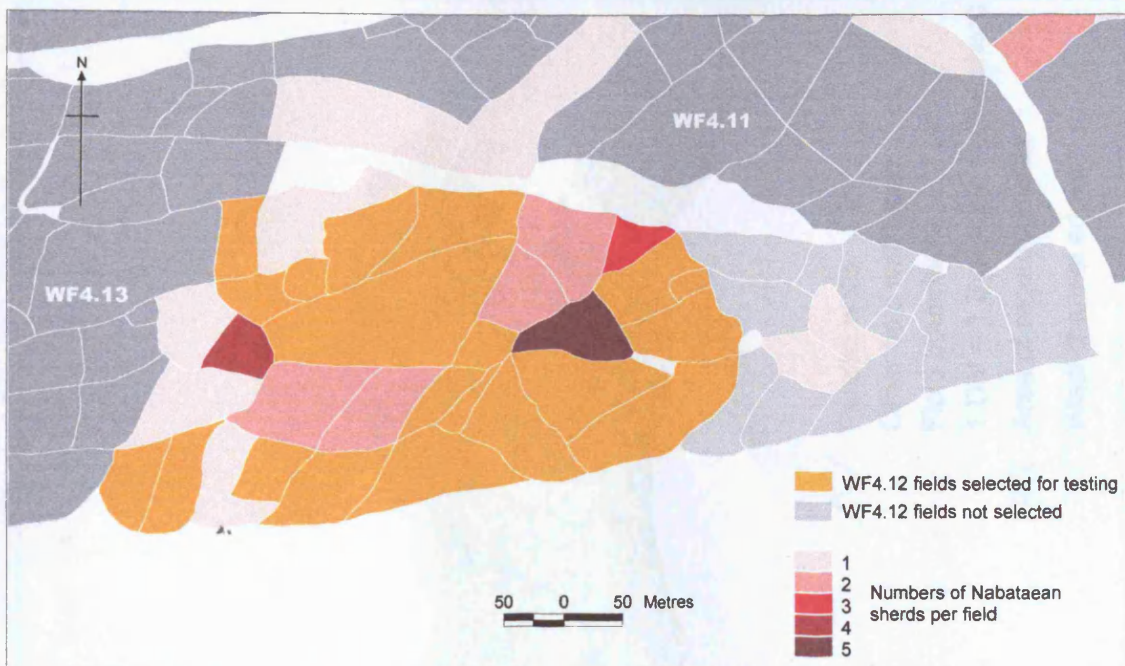 N
WF4.11
WF4.13
WF4.12 fields selected for testing
WF4.12 fields not selected
1
2
3
4
5
Numbers of Nabataean
sherds per field
50 0 50 Metres